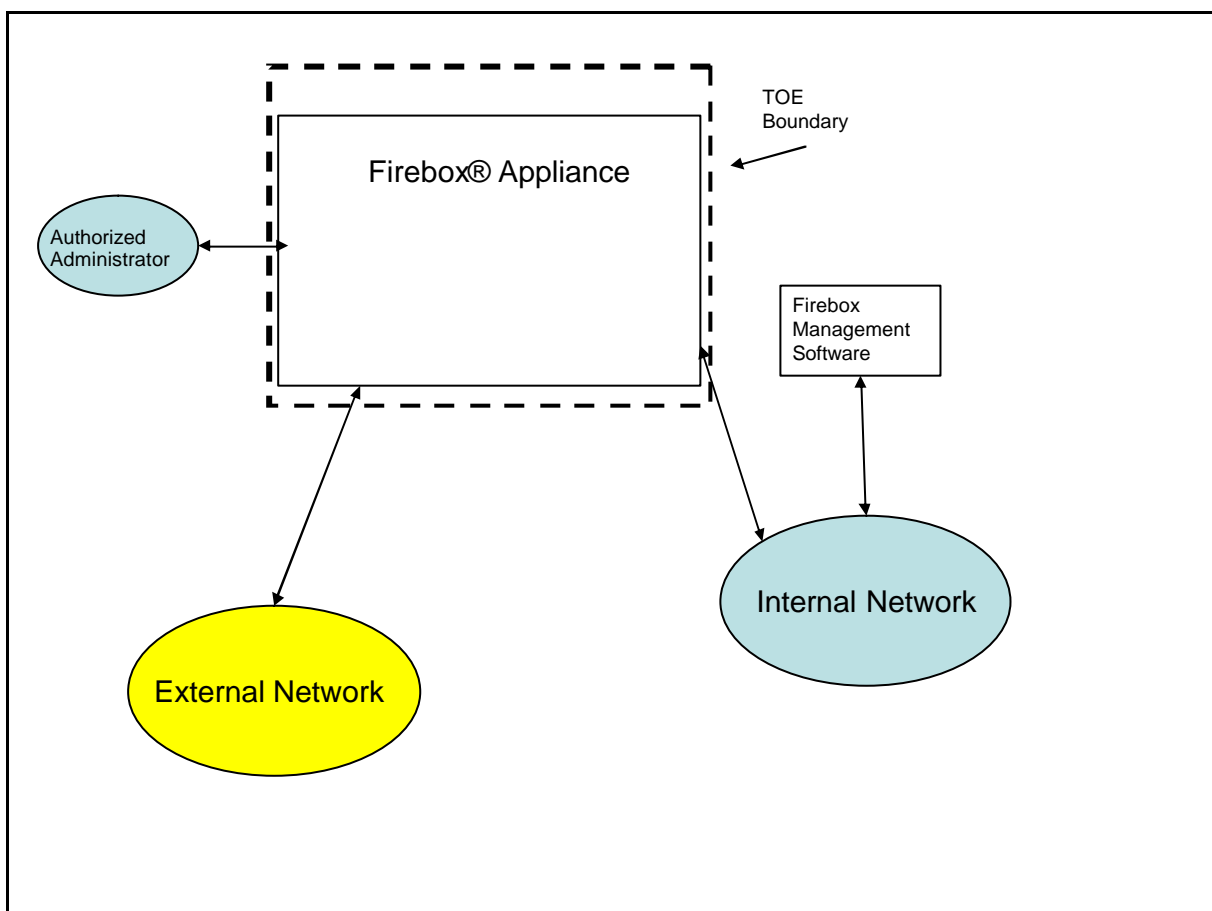 TOE
Boundary
Firebox® Appliance
Authorized
Administrator
Firebox
Management
Software
Internal Network
External Network